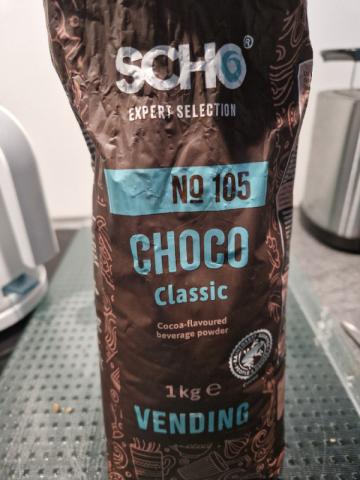 SCHO®
EXPERT SELECTION
№ 105
CHOCO
Classic
Cocoa-flavoured
beverage powder
1kg ℮
VENDING